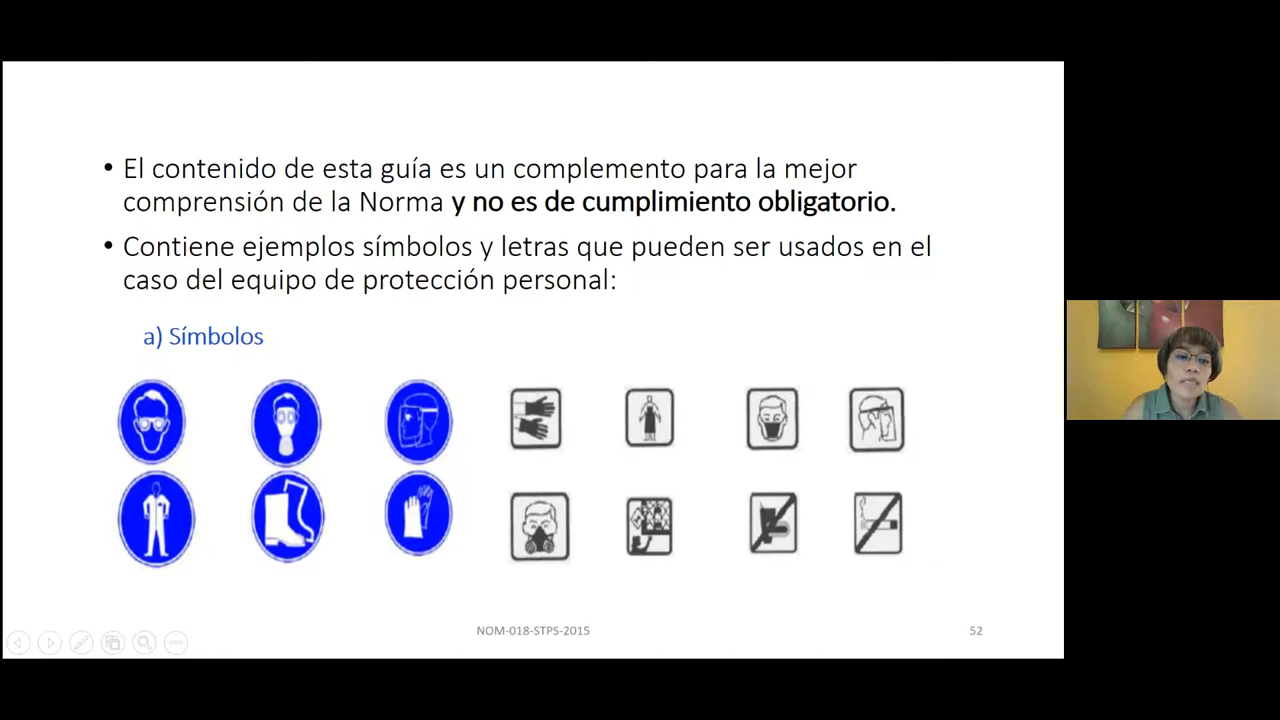 • El contenido de esta guía es un complemento para la mejor
comprensión de la Norma y no es de cumplimiento obligatorio.
• Contiene ejemplos símbolos y letras que pueden ser usados en el
caso del equipo de protección personal:
a) Símbolos
NOM-018-STPS-2015
52